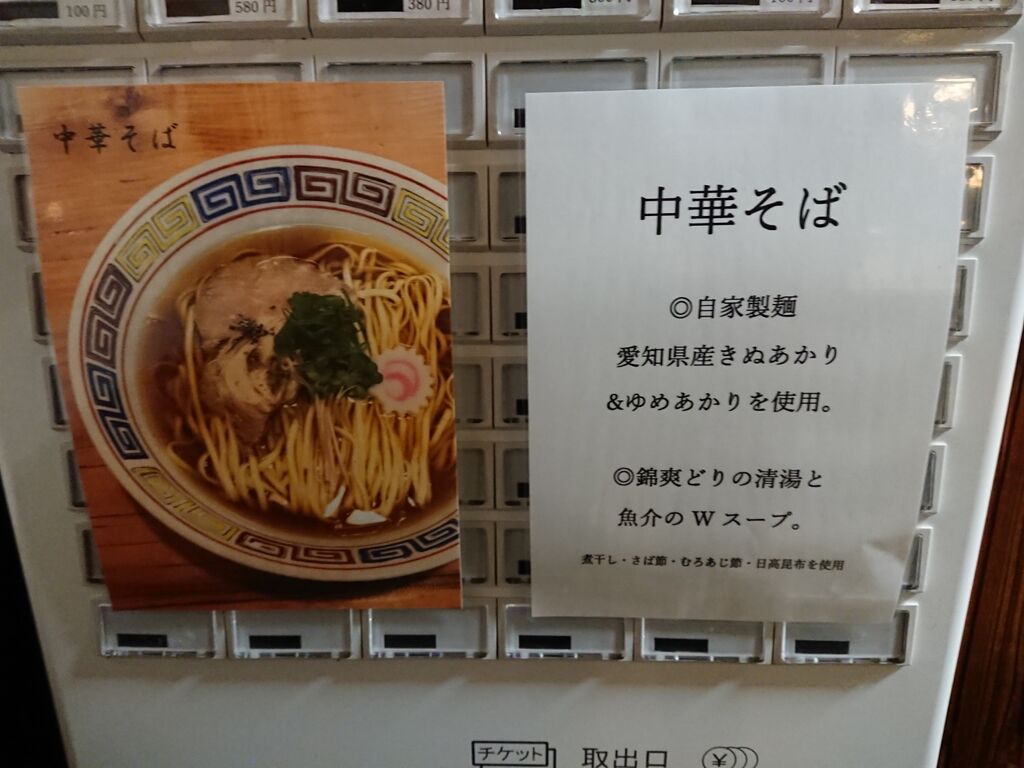 100円
580円
380円
中華そば
中華そば
◎自家製麺
愛知県産きぬあかり
&ゆめあかりを使用。
◎錦爽どりの清湯と
魚介のWスープ。
煮干し・さば節・むろあじ節・日高昆布を使用
チケット
取出口
¥